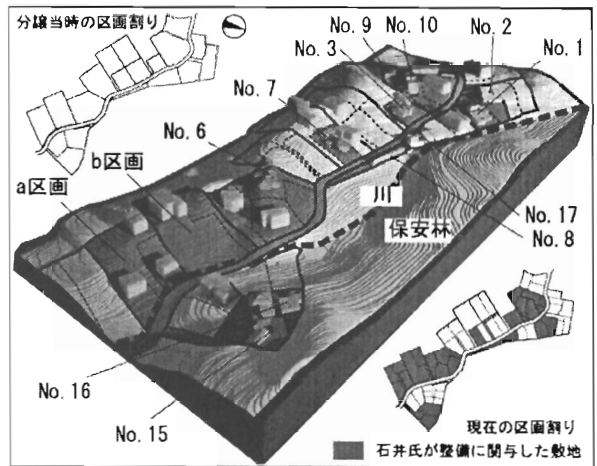 分譲当時の区画割り
No. 9
No. 10
No. 3
No. 2
No. 1
No. 7
No. 6
b区画
a区画
川
保安林
No. 17
No. 8
No. 16
No. 15
現在の区画割り
石井氏が整備に関与した敷地